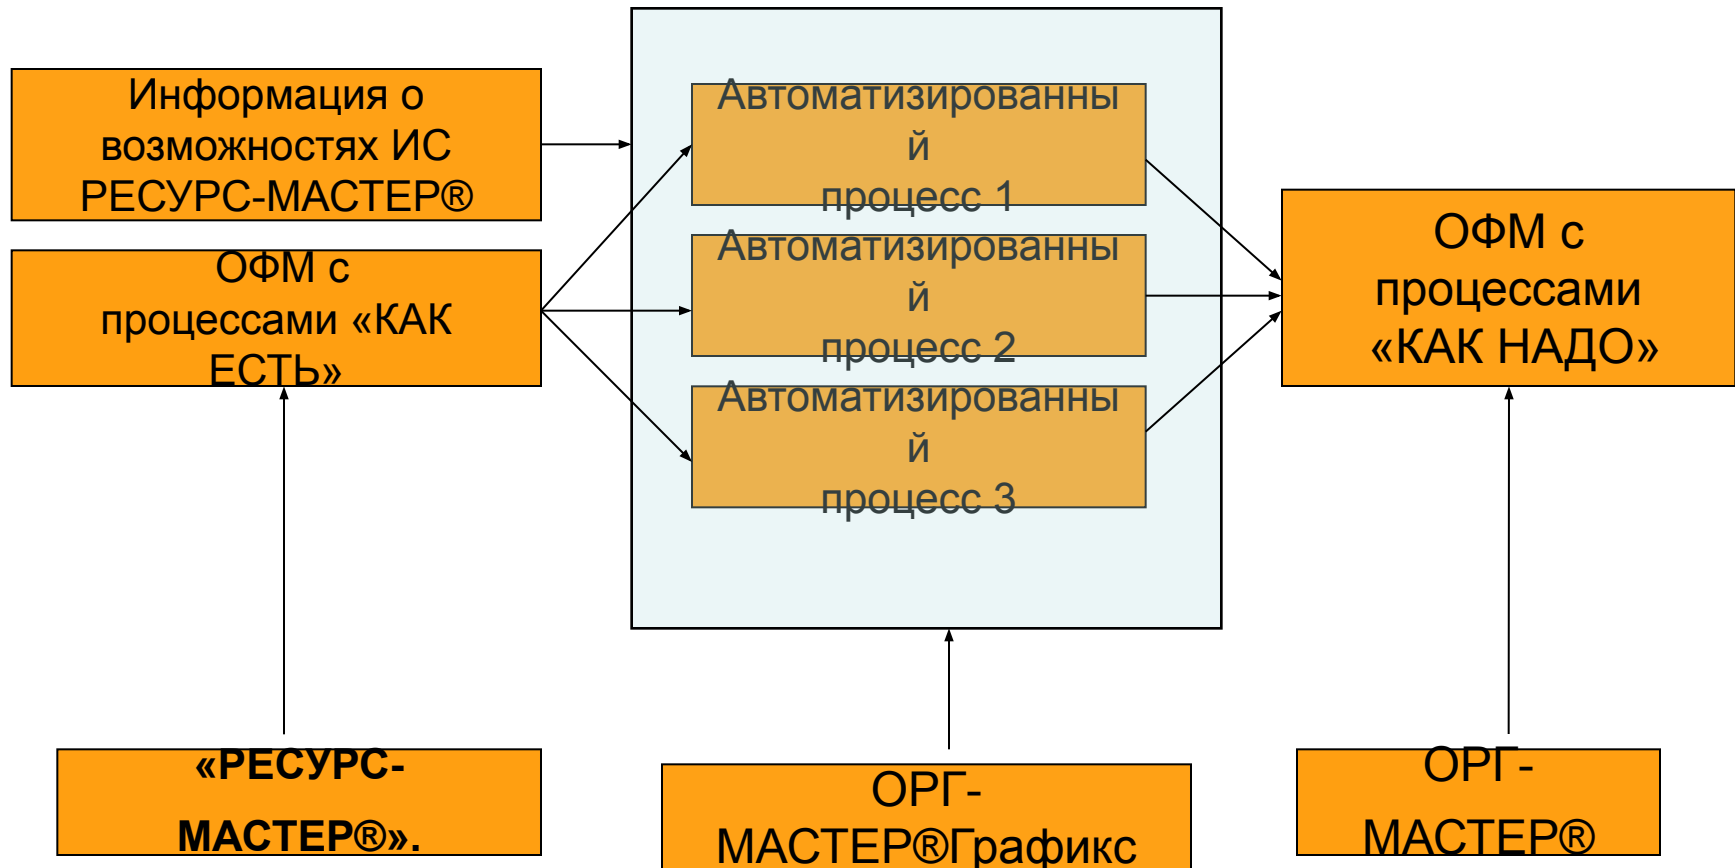 Информация о
возможностях ИС
РЕСУРС-МАСТЕР®
ОФМ с
процессами «КАК
ЕСТЬ»
Автоматизированны
й
процесс 1
Автоматизированны
й
процесс 2
Автоматизированны
й
процесс 3
ОФМ с
процессами
«КАК НАДО»
«РЕСУРС-
МАСТЕР®».
ОРГ-
МАСТЕР®Графикс
ОРГ-
МАСТЕР®